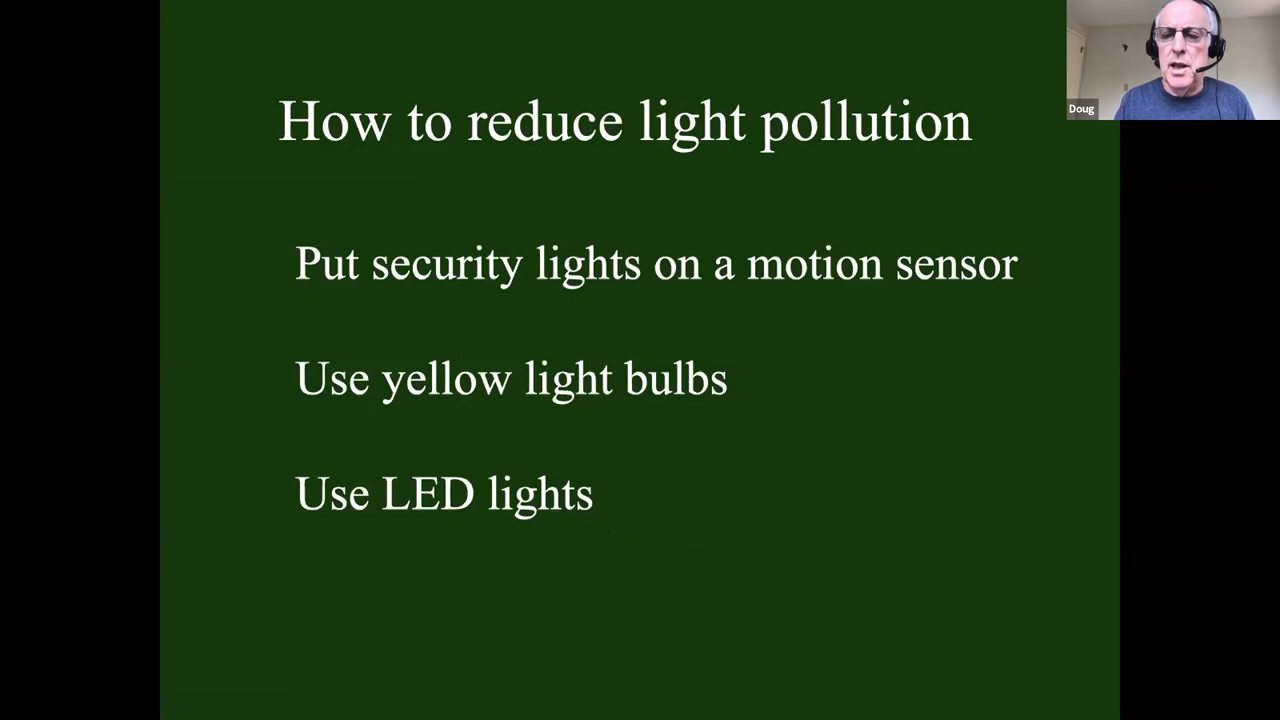 How to reduce light pollution
Doug
Put security lights on a motion sensor
Use yellow light bulbs
Use LED lights